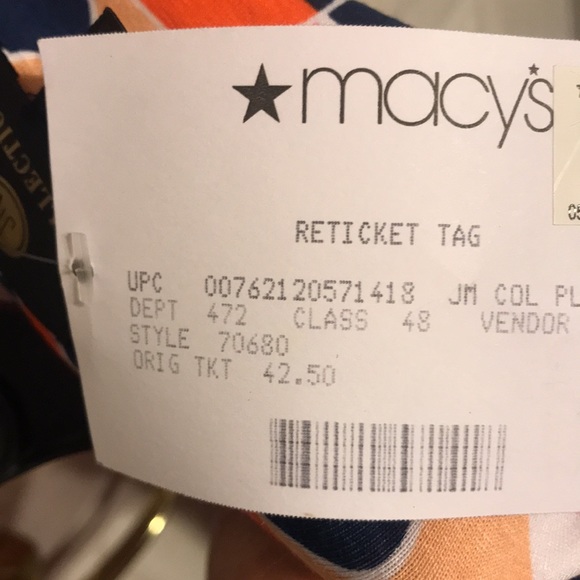 ★macy's
RETICKET TAG
UPC 00762120571418 JM COL PL
DEPT 472 CLASS 48 VENDOR
STYLE 70680
ORIG TKT 42.50